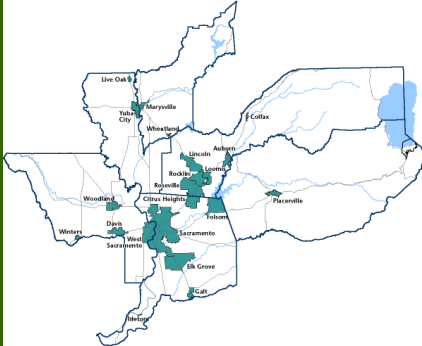 Live Oak
Marysville
Yuba
City
Wheatland
Colfax
Auburn
Lincoln
Loomis
Rocklin
Roseville
Citrus Heights
Placerville
Folsom
Woodland
Davis
Winters
West
Sacramento
Sacramento
Elk Grove
Galt
Isleton